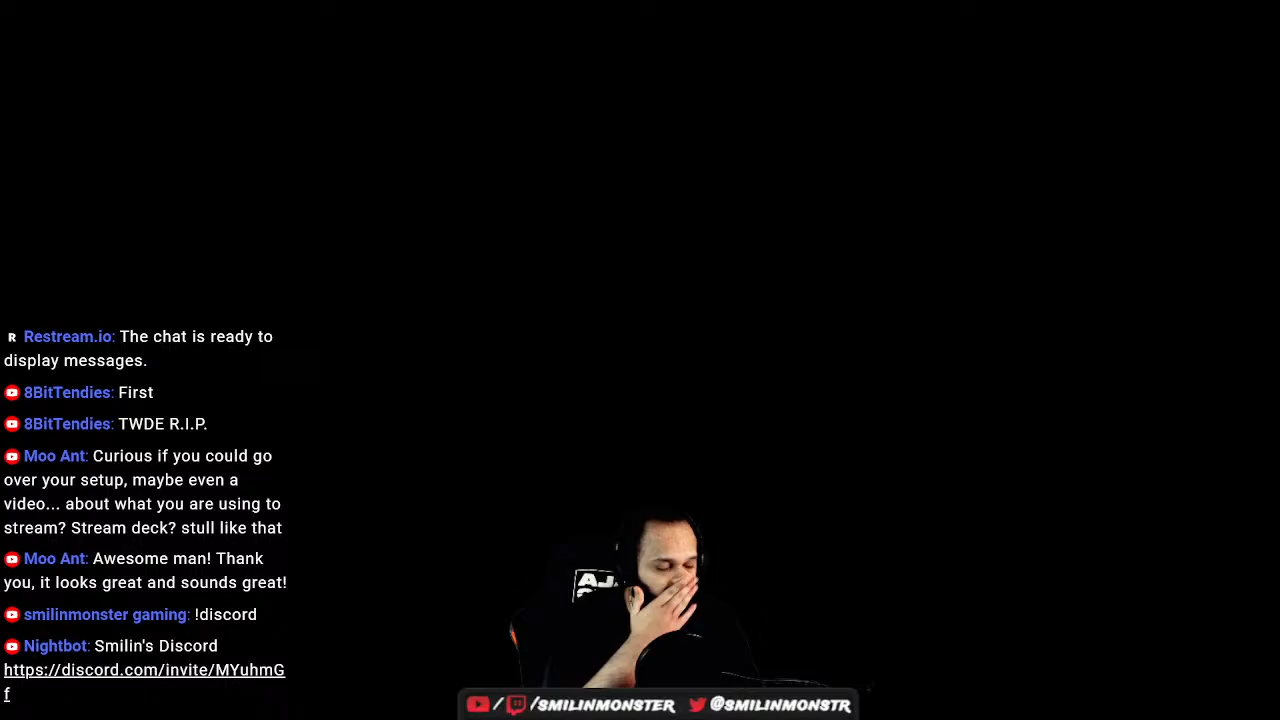 R Restream.io: The chat is ready to
display messages.
8BitTendies: First
8BitTendies: TWDE R.I.P.
Moo Ant: Curious if you could go
over your setup, maybe even a
video... about what you are using to
stream? Stream deck? stull like that
Moo Ant: Awesome man! Thank
you, it looks great and sounds great!
smilinmonster gaming: !discord
Nightbot: Smilin's Discord
https://discord.com/invite/MYuhmG
f
AJ.
//SMILINMONSTER @SMILINMONSTR